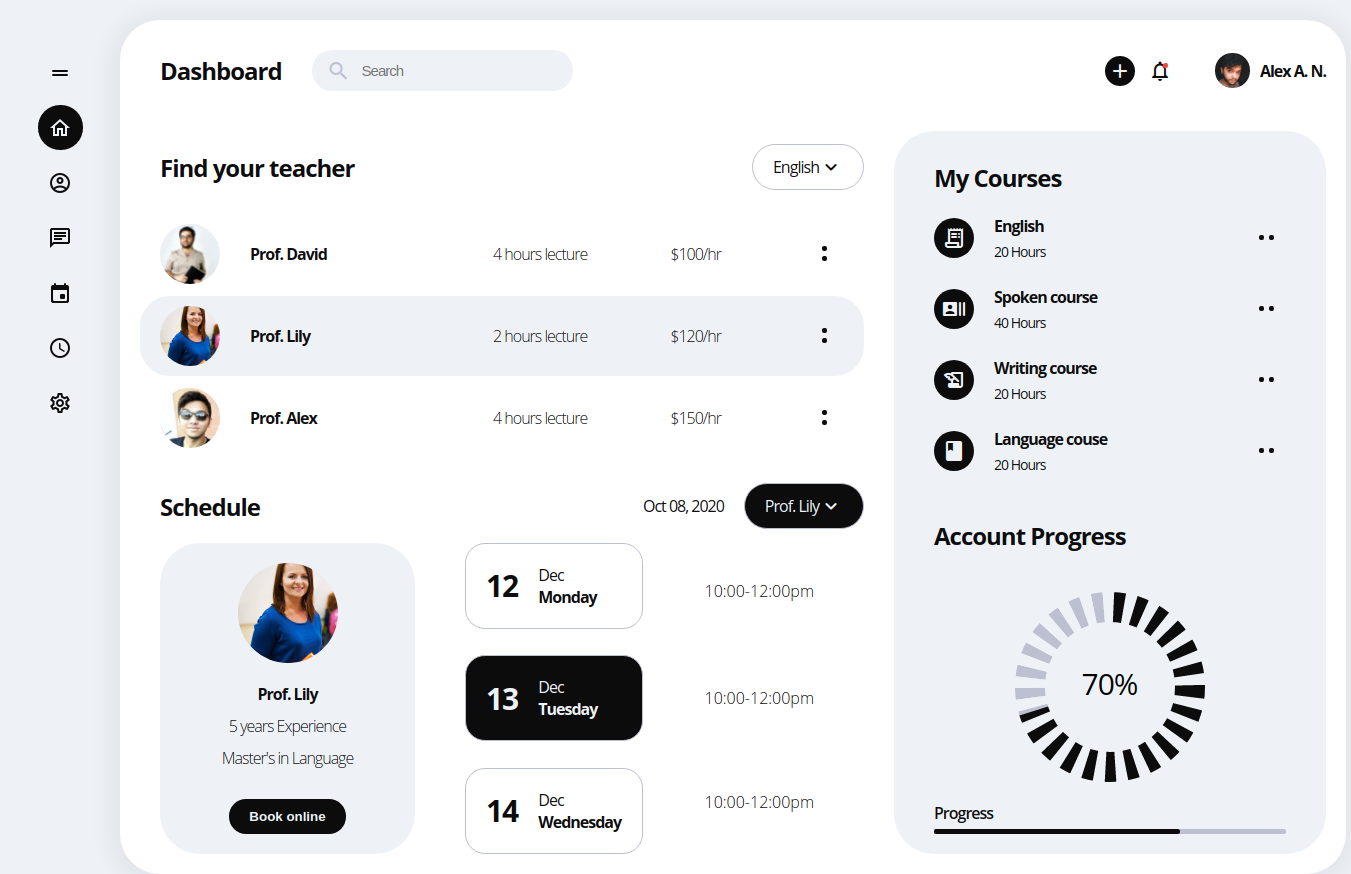 Dashboard
Search
Alex A. N.
Find your teacher
English
Prof. David
4 hours lecture
$100/hr
Prof. Lily
2 hours lecture
$120/hr
Prof. Alex
4 hours lecture
$150/hr
Schedule
Oct 08, 2020
Prof. Lily
Prof. Lily
5 years Experience
Master's in Language
Book online
12
Dec
Monday
10:00-12:00pm
13
Dec
Tuesday
10:00-12:00pm
14
Dec
Wednesday
10:00-12:00pm
My Courses
English
20 Hours
Spoken course
40 Hours
Writing course
20 Hours
Language couse
20 Hours
Account Progress
70%
Progress